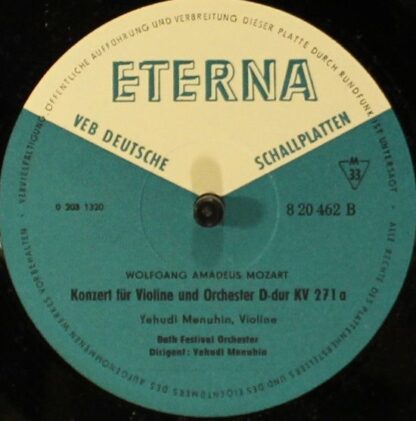 VERVIELFÄLTIGUNG, ÖFFENTLICHE AUFFÜHRUNG UND VERBREITUNG DIESER PLATTE DURCH RUNDFUNK IST UNTERSAGT
ETERNA
VEB DEUTSCHE SCHALLPLATTEN
M
33
0 203 1320
8 20 462 B
WOLFGANG AMADEUS MOZART
Konzert für Violine und Orchester D-dur KV 271a
Yehudi Menuhin, Violine
Bath Festival Orchester
Dirigent: Yehudi Menuhin
ALLE RECHTE DES PLATTENHERSTELLERS UND DES EIGENTÜMERS DES AUFGENOMMENEN WERKES VORBEHALTEN